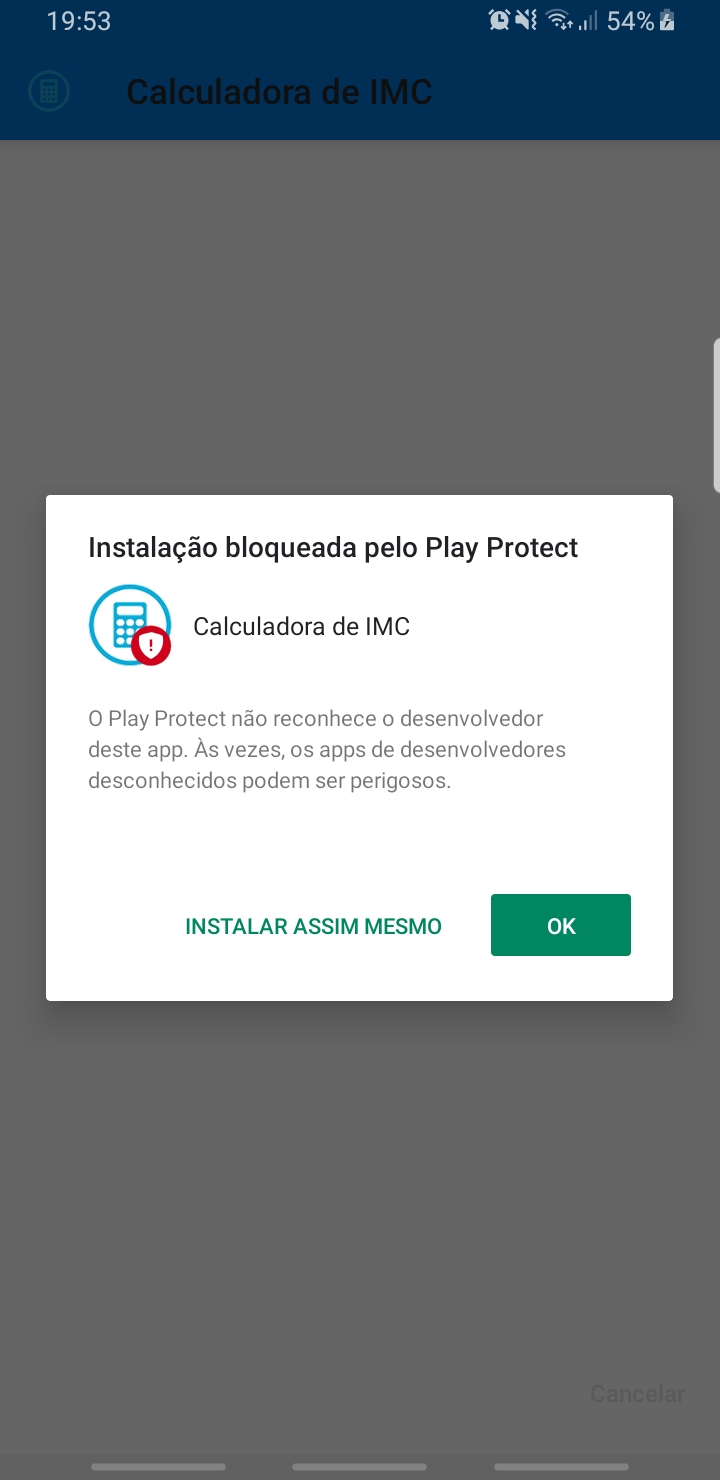 19:53
54%
Calculadora de IMC
Instalação bloqueada pelo Play Protect
Calculadora de IMC
O Play Protect não reconhece o desenvolvedor
deste app. Às vezes, os apps de desenvolvedores
desconhecidos podem ser perigosos.
INSTALAR ASSIM MESMO
OK
Cancelar